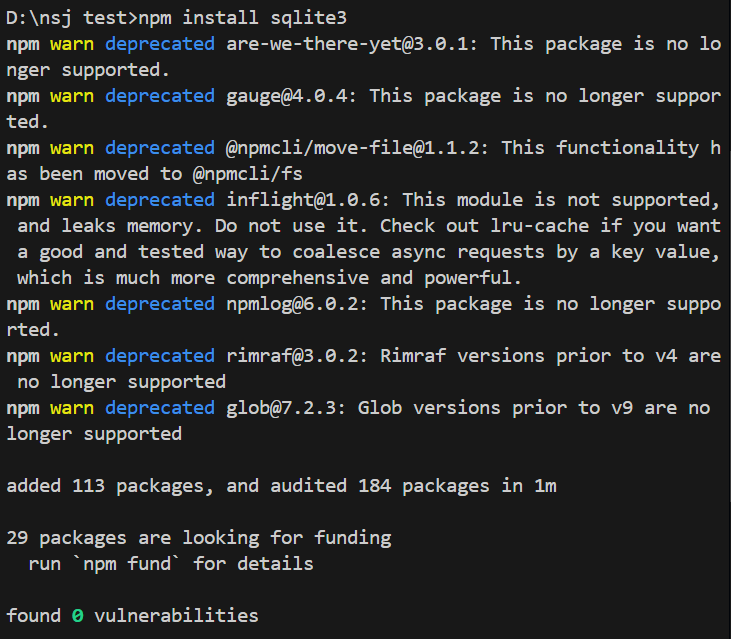 D:\nsj test>npm install sqlite3
npm warn deprecated are-we-there-yet@3.0.1: This package is no lo
nger supported.
npm warn deprecated gauge@4.0.4: This package is no longer suppor
ted.
npm warn deprecated @npmcli/move-file@1.1.2: This functionality h
as been moved to @npmcli/fs
npm warn deprecated inflight@1.0.6: This module is not supported,
 and leaks memory. Do not use it. Check out lru-cache if you want
a good and tested way to coalesce async requests by a key value,
 which is much more comprehensive and powerful.
npm warn deprecated npmlog@6.0.2: This package is no longer suppo
rted.
npm warn deprecated rimraf@3.0.2: Rimraf versions prior to v4 are
 no longer supported
npm warn deprecated glob@7.2.3: Glob versions prior to v9 are no
longer supported

added 113 packages, and audited 184 packages in 1m

29 packages are looking for funding
  run `npm fund` for details

found 0 vulnerabilities